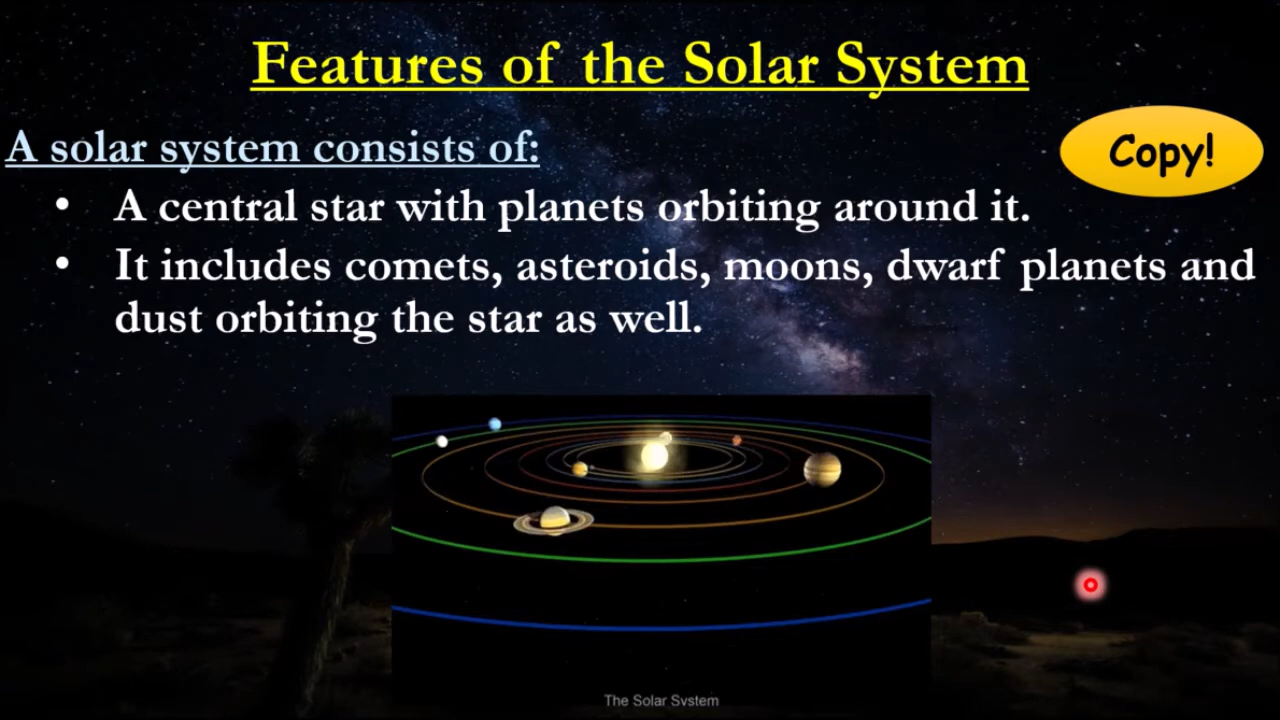 Features of the Solar System
A solar system consists of:
Copy!
• A central star with planets orbiting around it.
• It includes comets, asteroids, moons, dwarf planets and
dust orbiting the star as well.
The Solar System